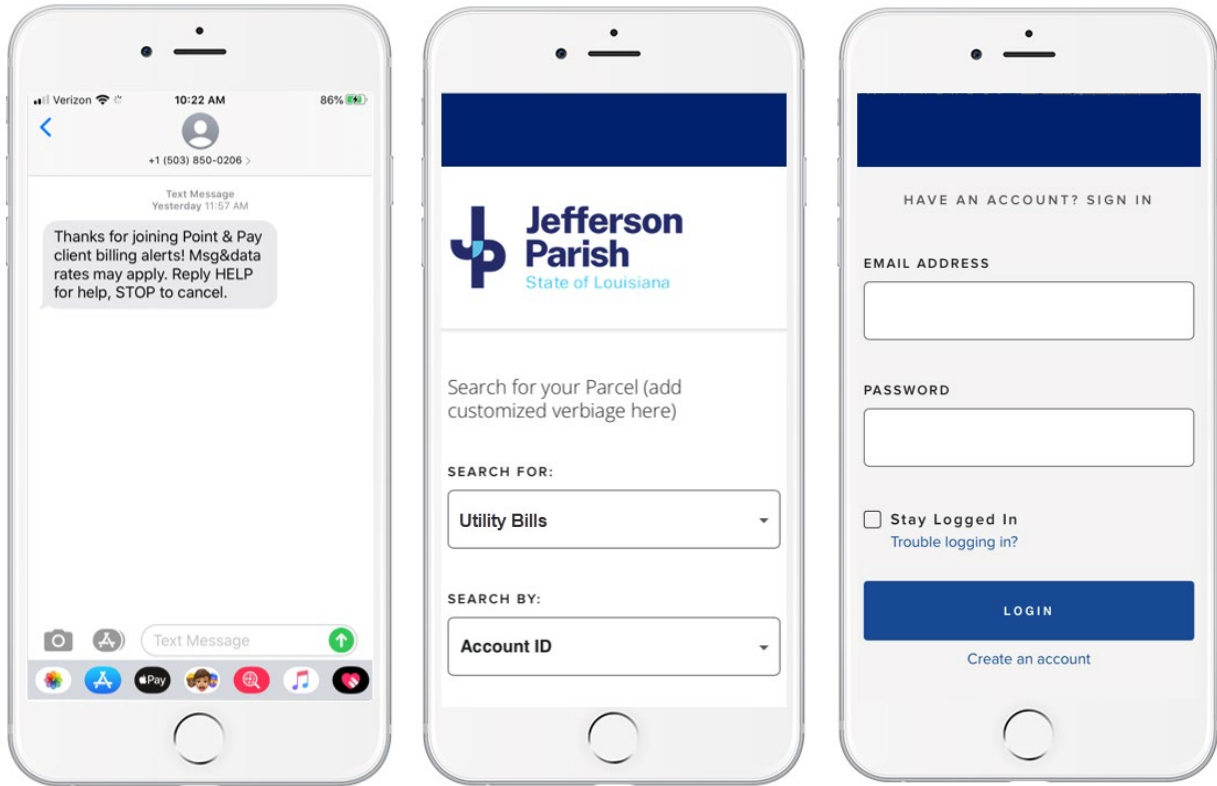 Verizon 10:22 AM 86%
+1 (503) 850-0206 >
Text Message
Yesterday 11:57 AM
Thanks for joining Point & Pay
client billing alerts! Msg&data
rates may apply. Reply HELP
for help, STOP to cancel.
Text Message
Pay
Jefferson
Parish
State of Louisiana
Search for your Parcel (add
customized verbiage here)
SEARCH FOR:
Utility Bills
SEARCH BY:
Account ID
HAVE AN ACCOUNT? SIGN IN
EMAIL ADDRESS
PASSWORD
Stay Logged In
Trouble logging in?
LOGIN
Create an account